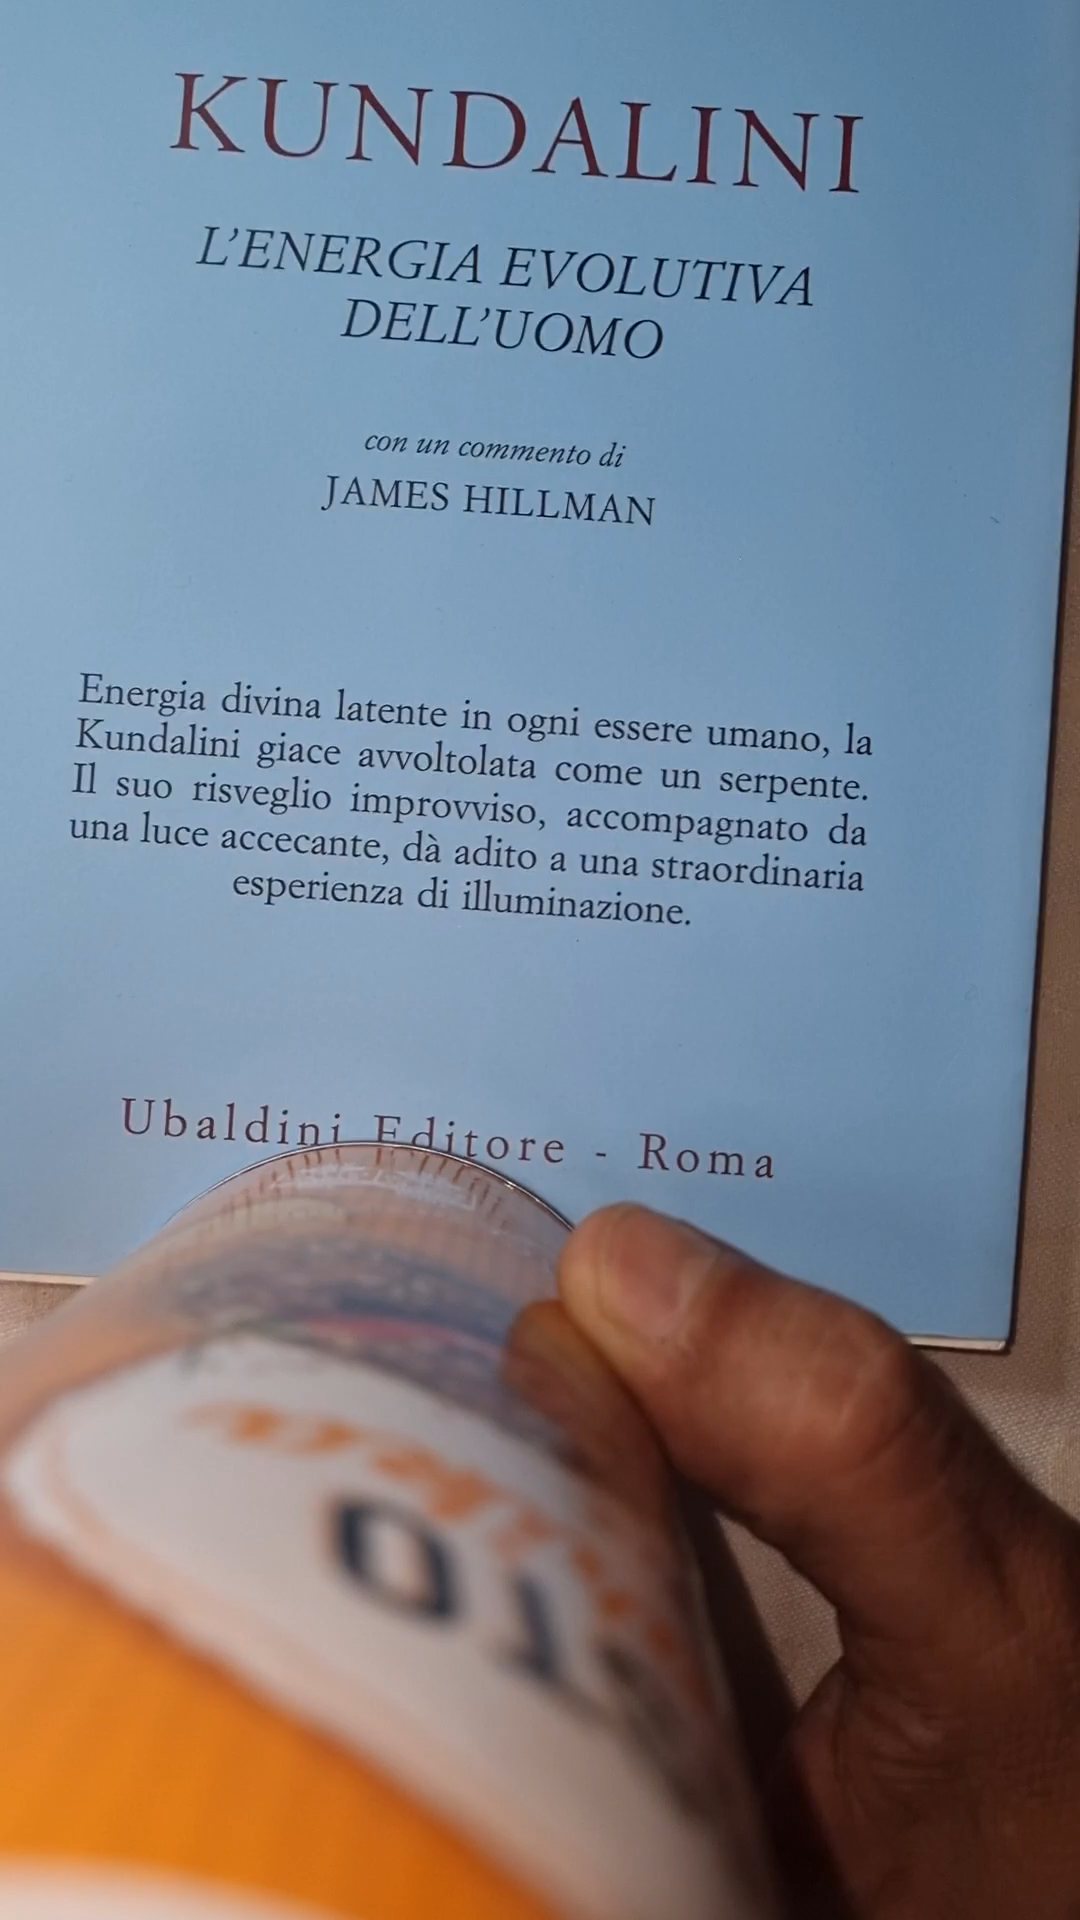 KUNDALINI
L'ENERGIA EVOLUTIVA
DELL'UOMO
con un commento di
JAMES HILLMAN
Energia divina latente in ogni essere umano, la
Kundalini giace avvoltolata come un serpente.
Il suo risveglio improvviso, accompagnato da
una luce accecante, dà adito a una straordinaria
esperienza di illuminazione.
Ubaldini Editore - Roma